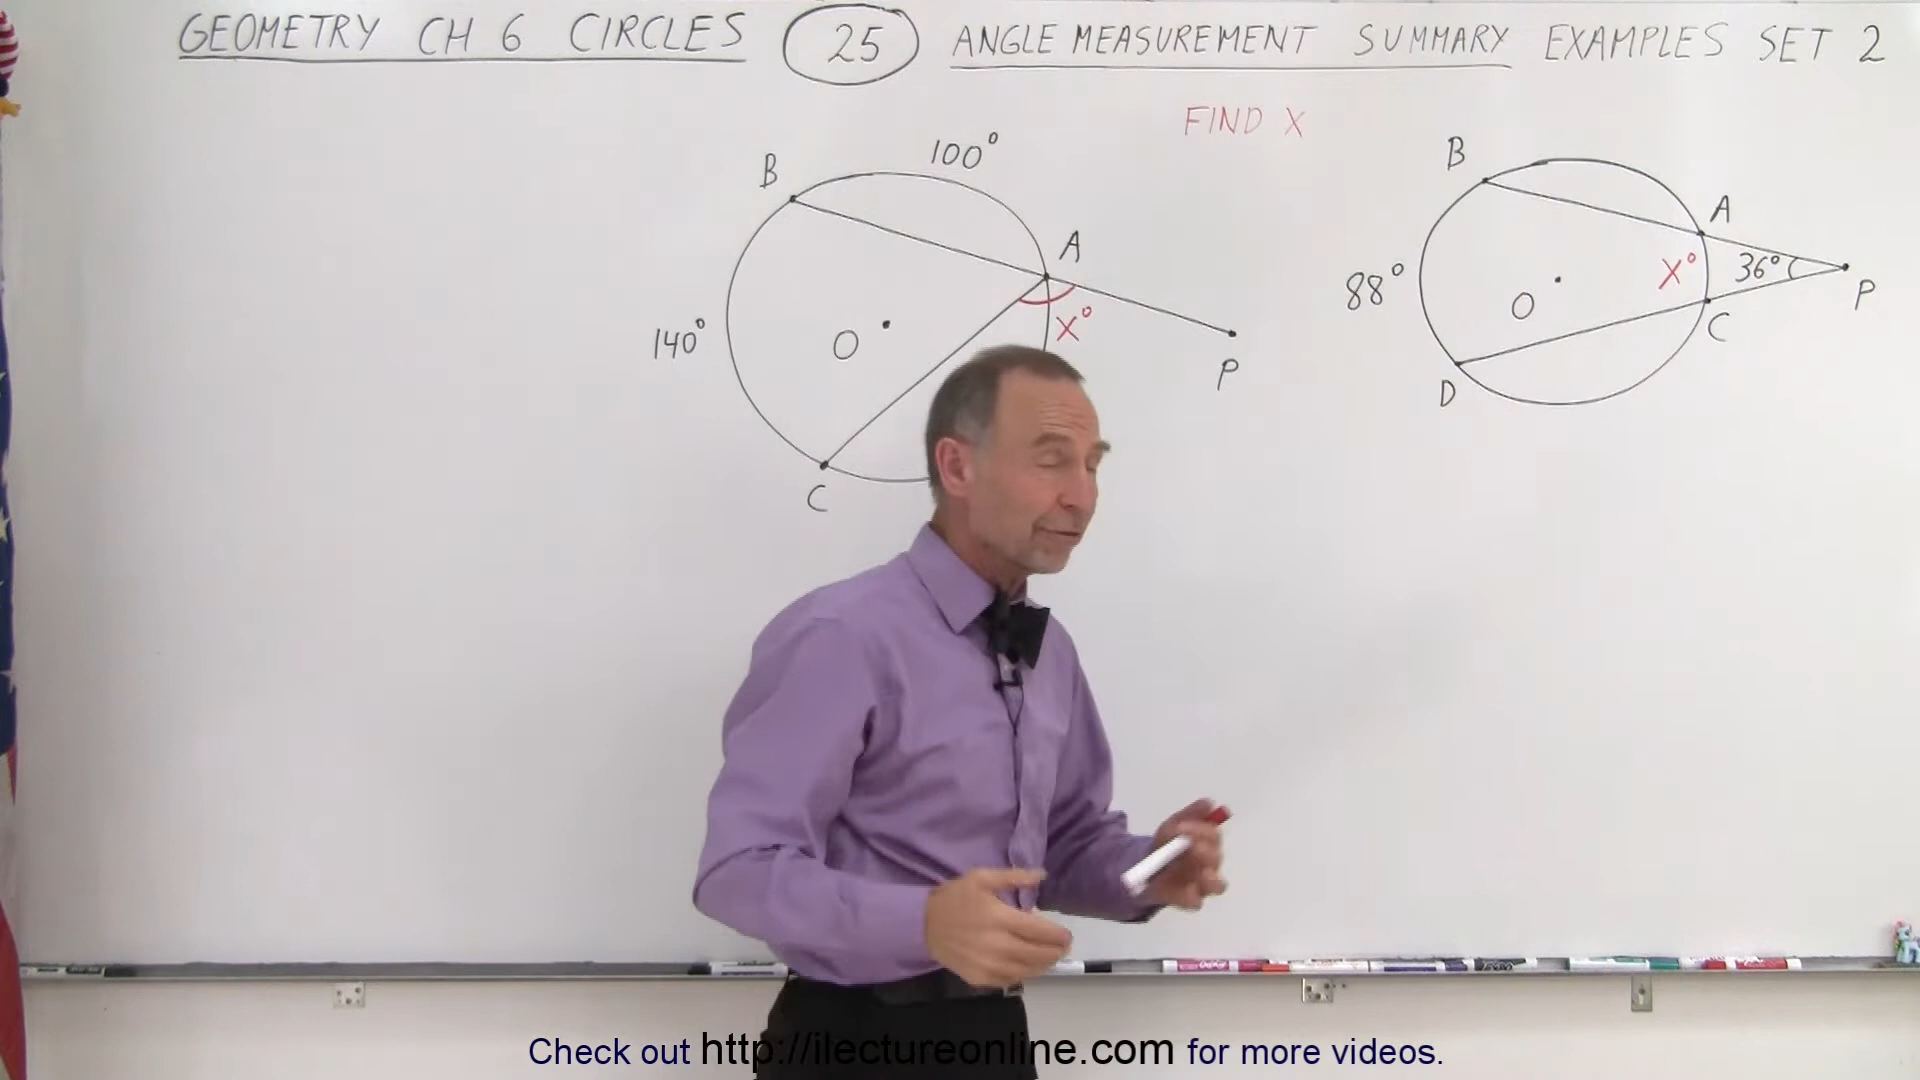 GEOMETRY CH 6 CIRCLES 25 ANGLE MEASUREMENT SUMMARY EXAMPLES SET 2
FIND X
100°
B
A
140°
O
X°
P
C
B
A
88°
X°
36°
O
P
C
D
Check out http://ilectureonline.com for more videos.